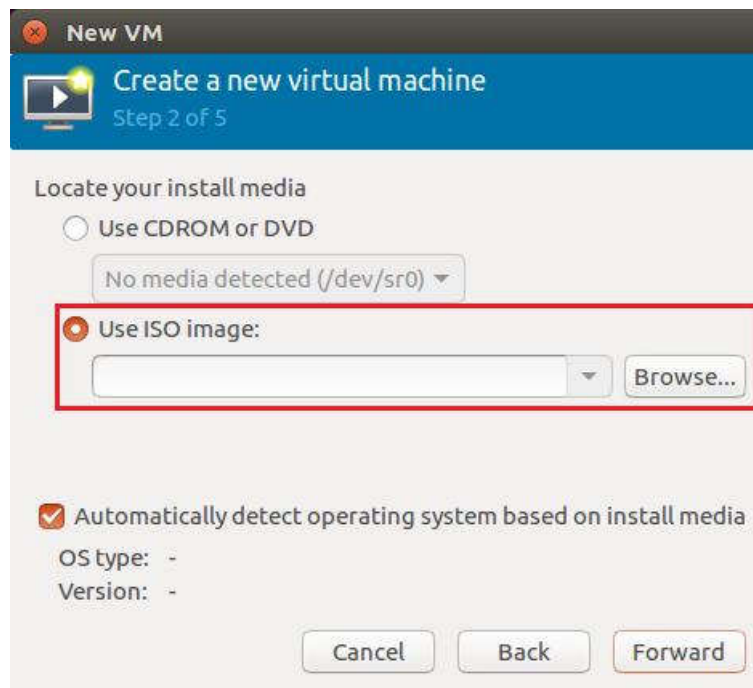 New VM
Create a new virtual machine
Step 2 of 5
Locate your install media
Use CDROM or DVD
No media detected (/dev/sr0)
Use ISO image:
Browse...
Automatically detect operating system based on install media
OS type: -
Version: -
Cancel Back Forward